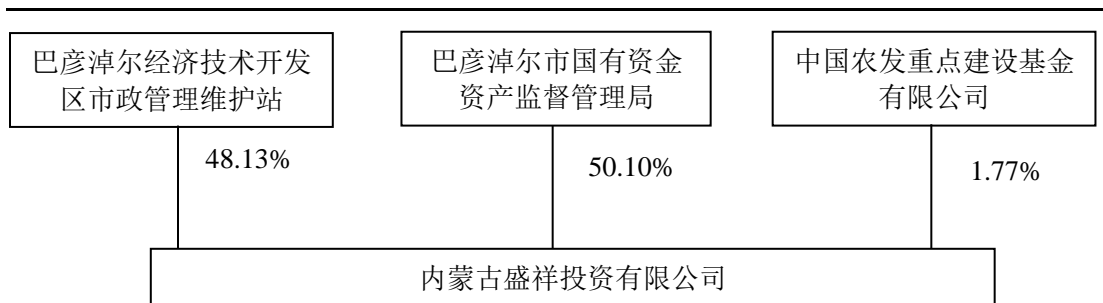 巴彦淖尔经济技术开发
区市政管理维护站
巴彦淖尔市国有资金
资产监督管理局
中国农发重点建设基金
有限公司
48.13%
50.10%
1.77%
内蒙古盛祥投资有限公司